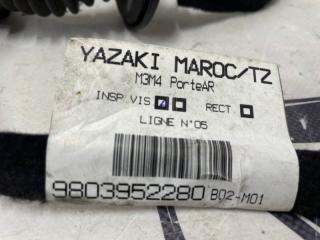 YAZAKI MAROC/TZ
M3M4 PorteAR
INSP.VIS RECT
LIGNE N°05
9803952280 B02-M01